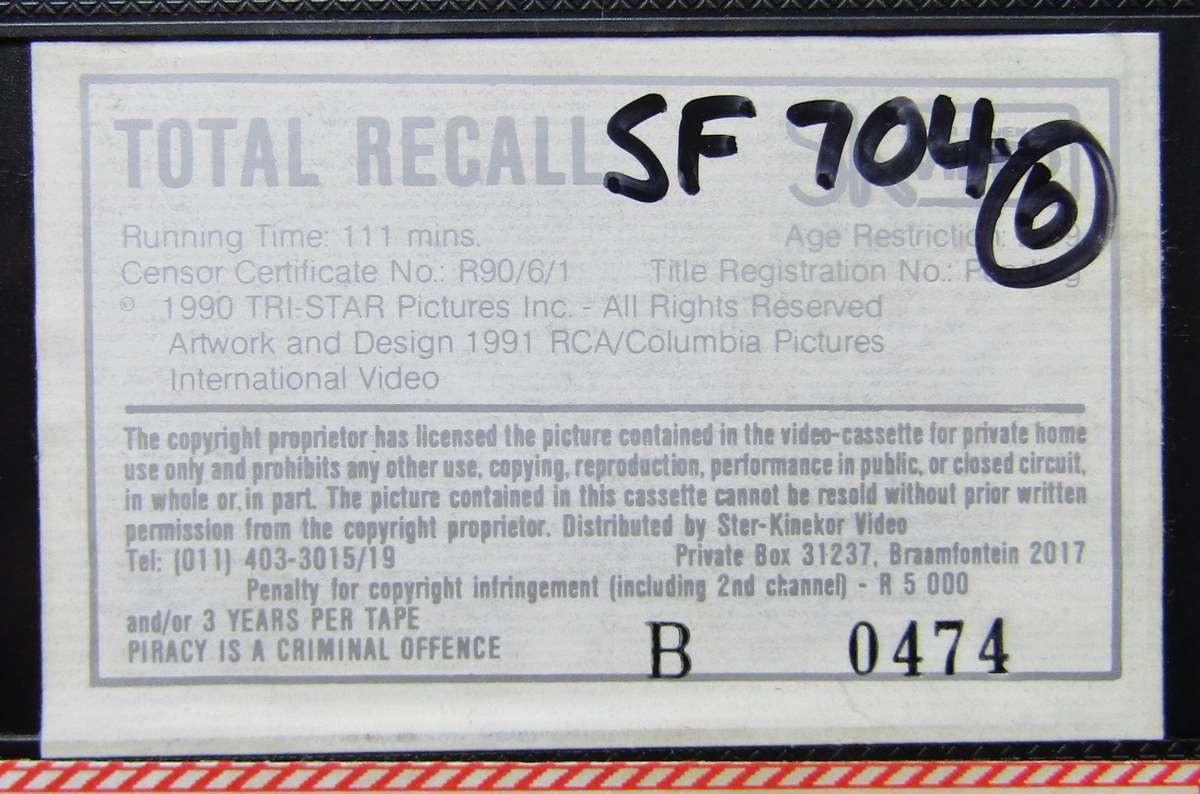 TOTAL RECALL SF 704 6
Running Time: 111 mins. Age Restriction:
Censor Certificate No.: R90/6/1 Title Registration No.: Pending
© 1990 TRI-STAR Pictures Inc. - All Rights Reserved
Artwork and Design 1991 RCA/Columbia Pictures
International Video
The copyright proprietor has licensed the picture contained in the video-cassette for private home
use only and prohibits any other use, copying, reproduction, performance in public, or closed circuit,
in whole or in part. The picture contained in this cassette cannot be resold without prior written
permission from the copyright proprietor. Distributed by Ster-Kinekor Video
Tel: (011) 403-3015/19 Private Box 31237, Braamfontein 2017
Penalty for copyright infringement (including 2nd channel) - R 5 000
and/or 3 YEARS PER TAPE
PIRACY IS A CRIMINAL OFFENCE B 0474